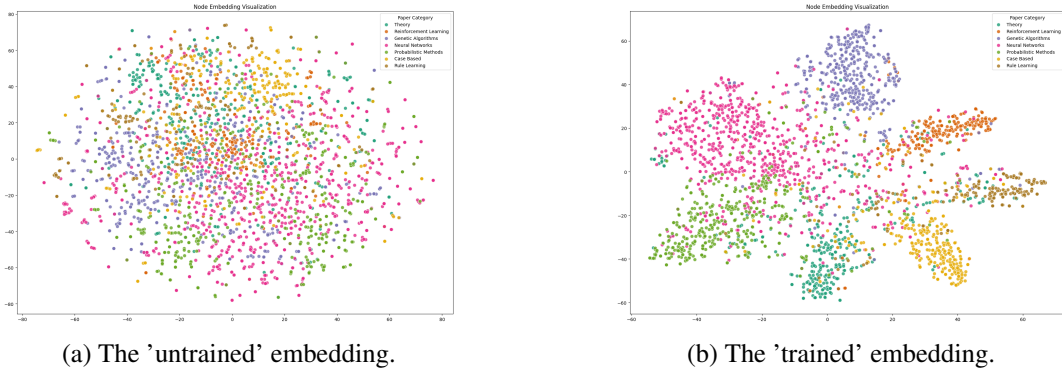 Node Embedding Visualization
Paper Category
Theory
Reinforcement Learning
Genetic Algorithms
Neural Networks
Probabilistic Methods
Case Based
Rule Learning
80
60
40
20
0
−20
−40
−60
−80
−80 −60 −40 −20 0 20 40 60 80
(a) The 'untrained' embedding.
Node Embedding Visualization
Paper Category
Theory
Reinforcement Learning
Genetic Algorithms
Neural Networks
Probabilistic Methods
Case Based
Rule Learning
60
40
20
0
−20
−40
−60
−60 −40 −20 0 20 40 60
(b) The 'trained' embedding.